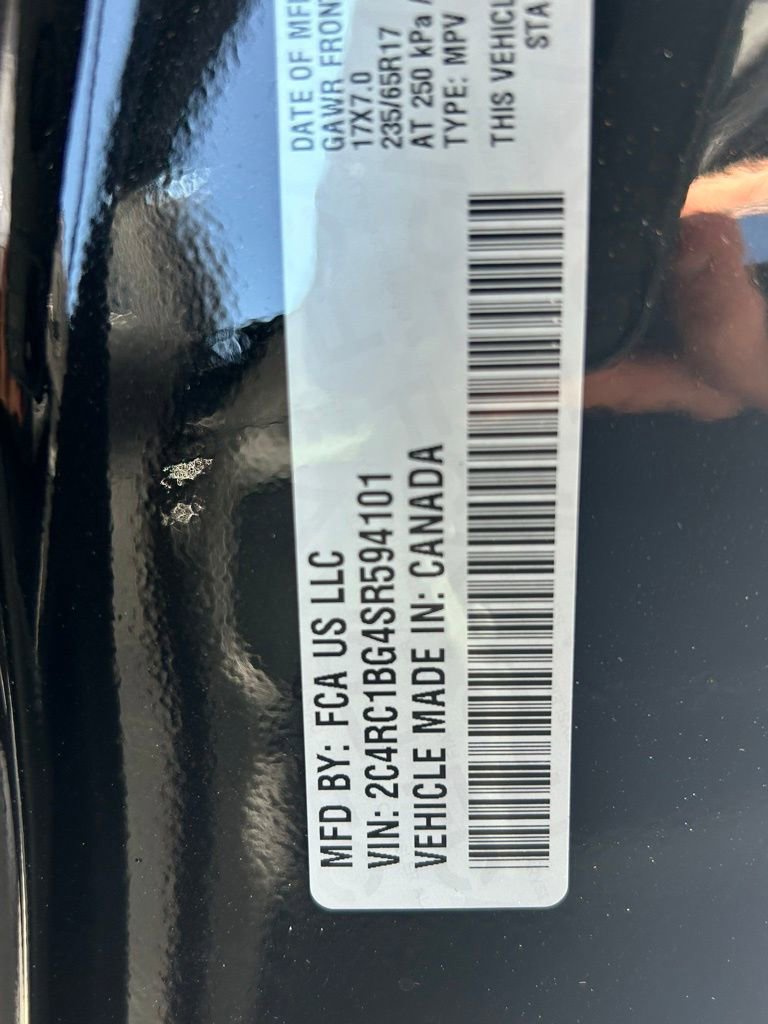 MFD BY: FCA US LLC
VIN: 2C4RC1BG4SR594101
VEHICLE MADE IN: CANADA
DATE OF
GAWR FRONT
17X7.0
235/65R17
AT 250 kPa
TYPE: MPV
THIS VEHICL
STA